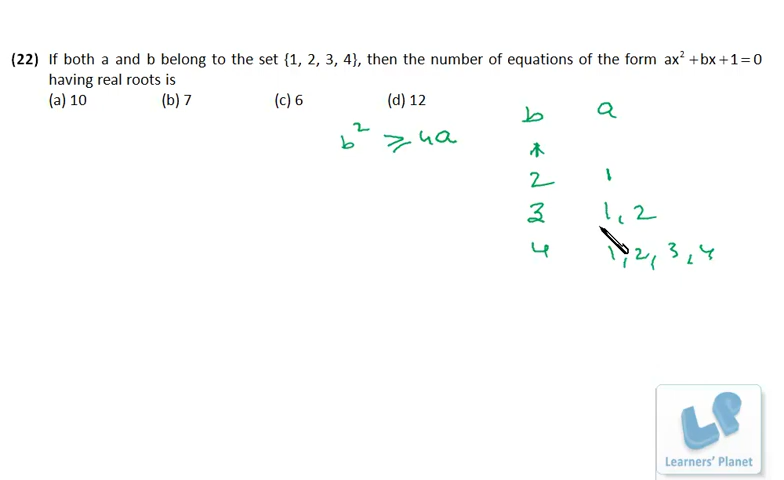 (22) If both a and b belong to the set {1, 2, 3, 4}, then the number of equations of the form ax² + bx + 1 = 0
having real roots is
(a) 10 (b) 7 (c) 6 (d) 12
b a
b² ≥ 4a
2 1
3 1, 2
4 1, 2, 3, 4
LP
Learners' Planet